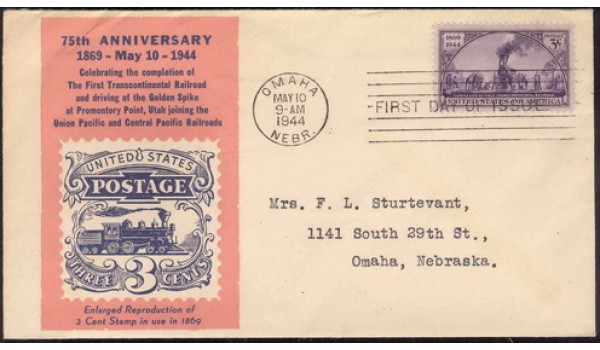 75th ANNIVERSARY
1869 - May 10 - 1944
Celebrating the completion of
The First Transcontinental Railroad
and driving of the Golden Spike
at Promontory Point, Utah joining the
Union Pacific and Central Pacific Railroads
UNITED STATES
POSTAGE
THREE 3 CENTS
Enlarged Reproduction of
3 Cent Stamp in use in 1869
OMAHA
MAY 10
9-AM
1944
NEBR.
FIRST DAY OF ISSUE
1869
1944
3¢
UNITED STATES OF AMERICA
Mrs. F. L. Sturtevant,
1141 South 29th St.,
Omaha, Nebraska.